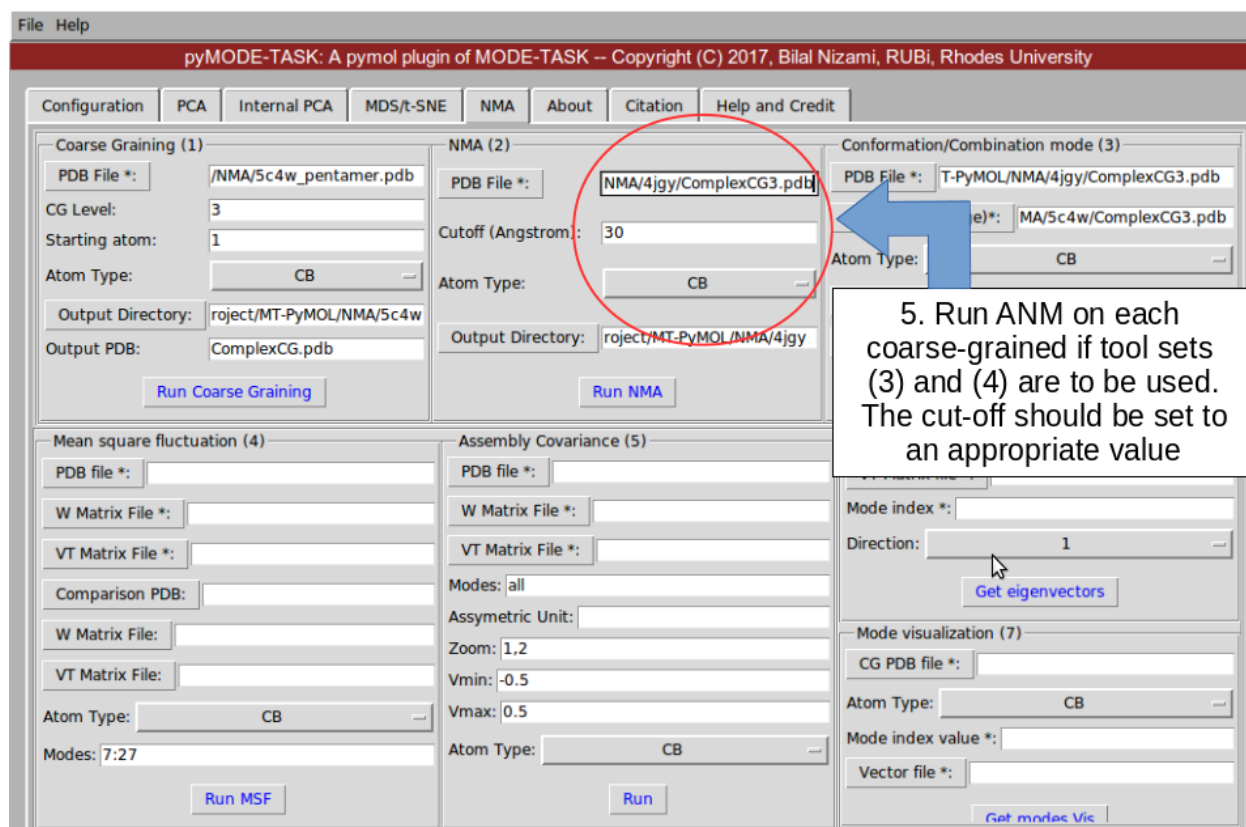 File Help
pyMODE-TASK: A pymol plugin of MODE-TASK -- Copyright (C) 2017, Bilal Nizami, RUBi, Rhodes University
Configuration PCA Internal PCA MDS/t-SNE NMA About Citation Help and Credit
Coarse Graining (1)
PDB File *: /NMA/5c4w_pentamer.pdb
CG Level: 3
Starting atom: 1
Atom Type: CB
Output Directory: roject/MT-PyMOL/NMA/5c4w
Output PDB: ComplexCG.pdb
Run Coarse Graining
NMA (2)
PDB File *: NMA/4jgy/ComplexCG3.pdb
Cutoff (Angstrom): 30
Atom Type: CB
Output Directory: roject/MT-PyMOL/NMA/4jgy
Run NMA
Conformation/Combination mode (3)
PDB File *: T-PyMOL/NMA/4jgy/ComplexCG3.pdb
ge)*: MA/5c4w/ComplexCG3.pdb
Atom Type: CB
5. Run ANM on each
coarse-grained if tool sets
(3) and (4) are to be used.
The cut-off should be set to
an appropriate value
Mean square fluctuation (4)
PDB file *:
W Matrix File *:
VT Matrix File *:
Comparison PDB:
W Matrix File:
VT Matrix File:
Atom Type: CB
Modes: 7:27
Run MSF
Assembly Covariance (5)
PDB file *:
W Matrix File *:
VT Matrix File *:
Modes: all
Assymetric Unit:
Zoom: 1,2
Vmin: -0.5
Vmax: 0.5
Atom Type: CB
Run
Mode index *:
Direction: 1
Get eigenvectors
Mode visualization (7)
CG PDB file *:
Atom Type: CB
Mode index value *:
Vector file *:
Get modes Vis